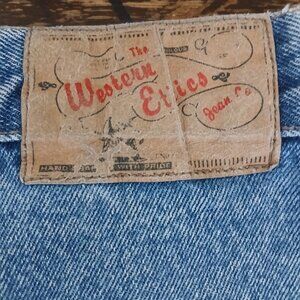 The
Western
Ethics
Jean Co
HAND
WITH PRIDE